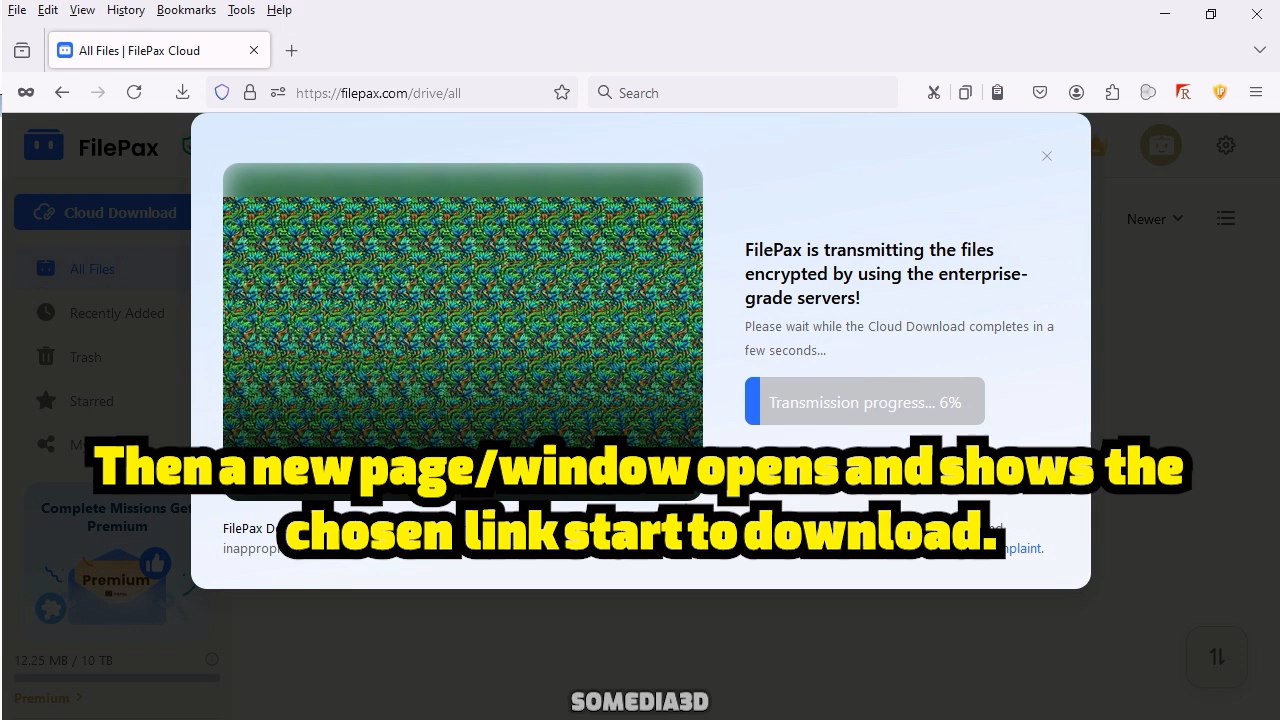 File Edit View History Bookmarks Tools Help
All Files | FilePax Cloud
https://filepax.com/drive/all
Search
FilePax
Cloud Download
Newer
All Files
Recently Added
Trash
Starred
FilePax is transmitting the files
encrypted by using the enterprise-
grade servers!
Please wait while the Cloud Download completes in a
few seconds...
Transmission progress... 6%
Then a new page/window opens and shows the
chosen link start to download.
FilePax
Complete Missions Get
Premium
Premium
12.25 MB / 10 TB
Premium >
SOMEDIA3D